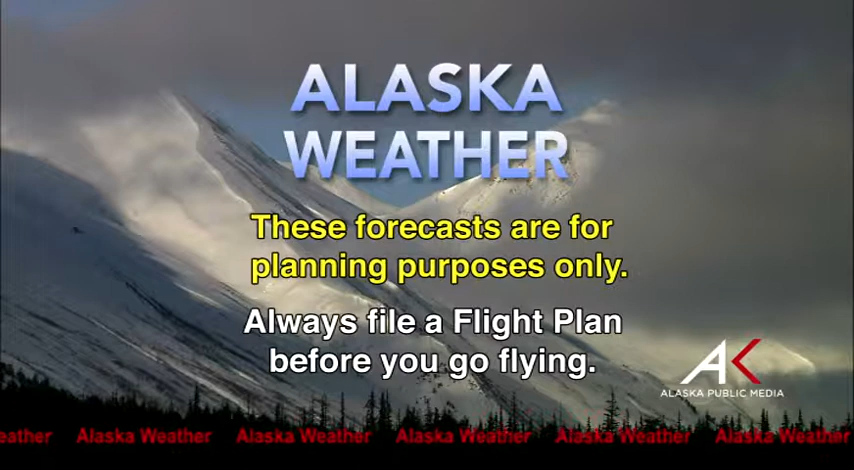 ALASKA
WEATHER
These forecasts are for
planning purposes only.
Always file a Flight Plan
before you go flying.
AK
ALASKA PUBLIC MEDIA
eather Alaska Weather Alaska Weather Alaska Weather Alaska Weather Alaska Weather